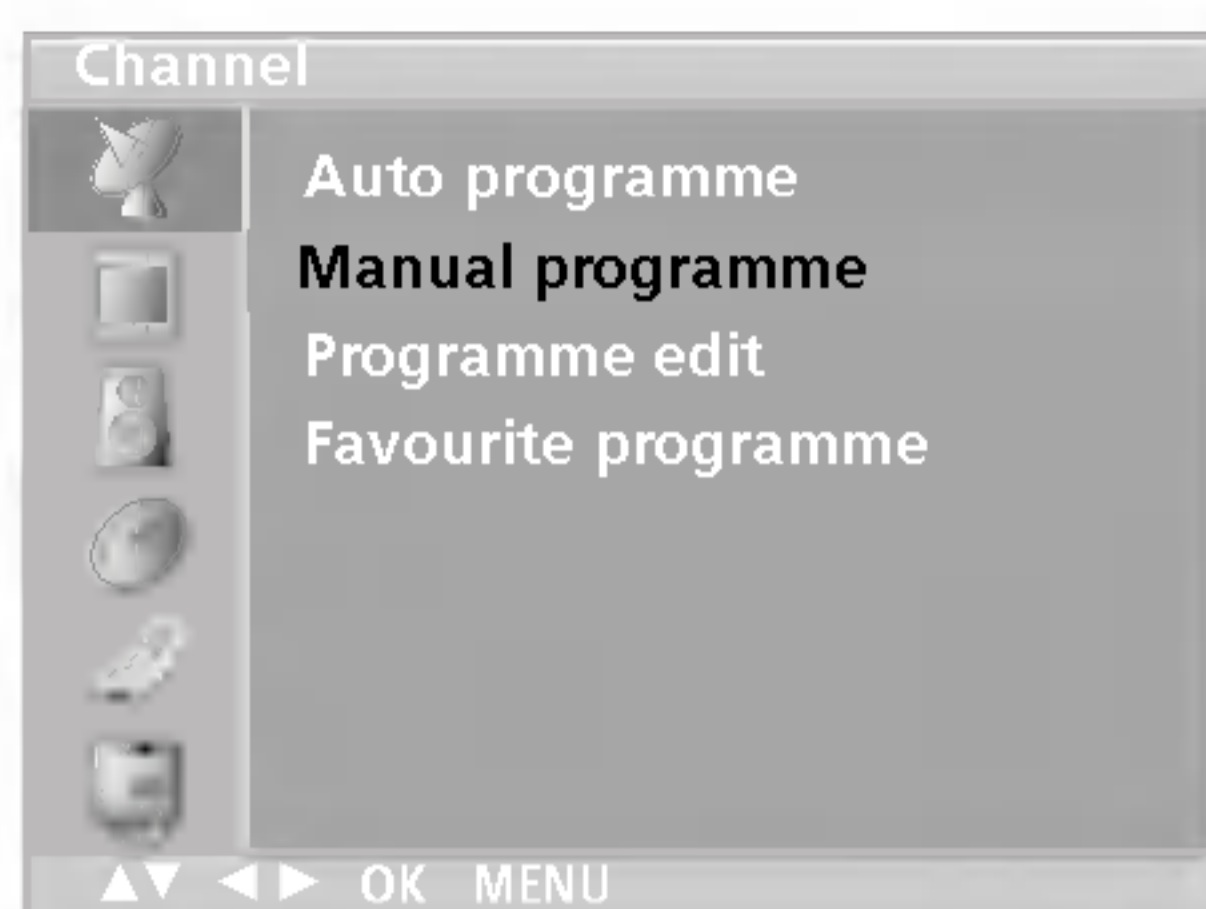 Channel
Auto programme
Manual programme
Programme edit
Favourite programme
▲▼ ◀ ▶ OK MENU